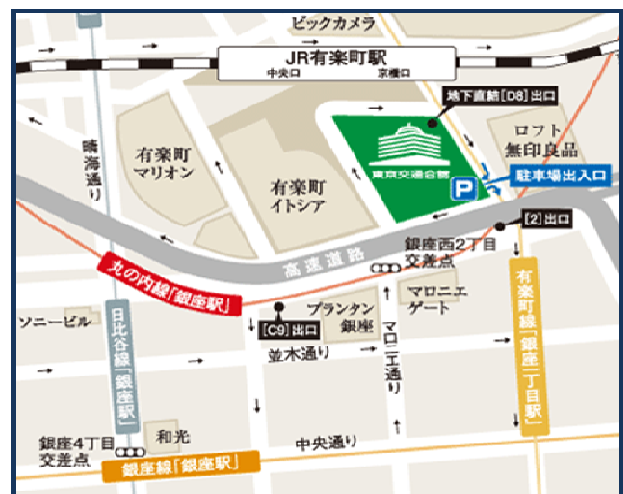 ビックカメラ
JR有楽町駅
中央口
京橋口
地下直結[D8]出口
ロフト
無印良品
晴海通り
有楽町
マリオン
有楽町
イトシア
東京交通会館
P
駐車場出入口
[2]出口
高速道路
銀座西2丁目
交差点
丸の内線「銀座駅」
プランタン
銀座
マロニエ
ゲート
有楽町線「銀座一丁目駅」
ソニービル
日比谷線「銀座駅」
[C9]出口
並木通り
マロニエ通り
銀座4丁目
交差点
和光
中央通り
銀座線「銀座駅」